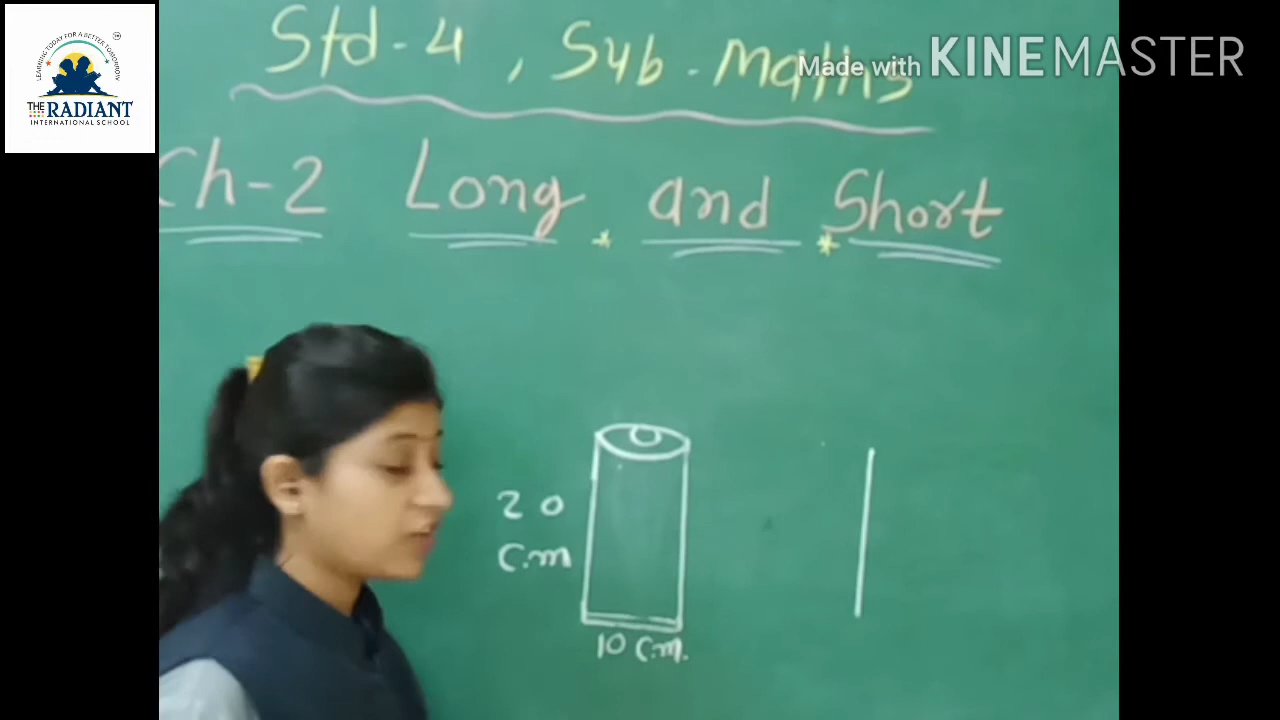 LEARNING TODAY FOR A BETTER TOMORROW
THE RADIANT
INTERNATIONAL SCHOOL
Made with KINEMASTER
Std-4, Sub-Maths
Ch-2 Long and Short
20
c.m
10 c.m.